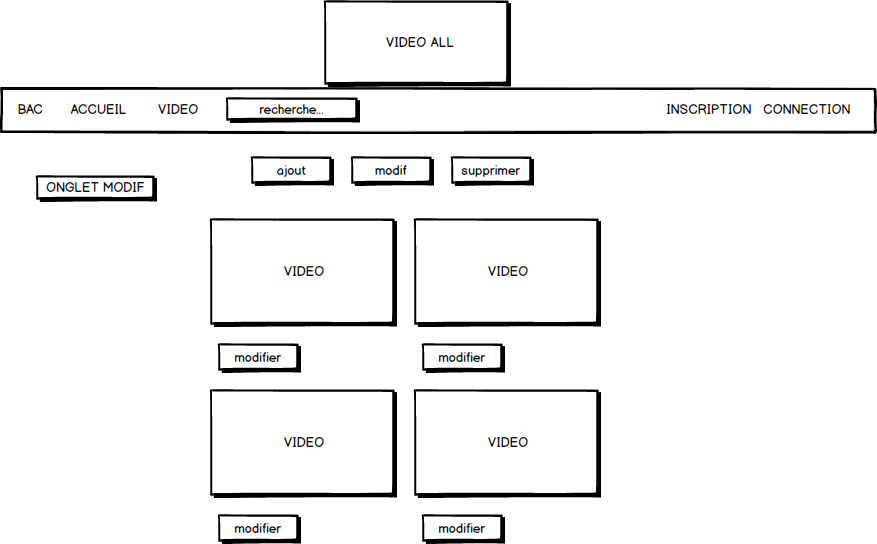 VIDEO ALL
BAC ACCUEIL VIDEO recherche... INSCRIPTION CONNECTION
ajout modif supprimer
ONGLET MODIF
VIDEO VIDEO
modifier modifier
VIDEO VIDEO
modifier modifier